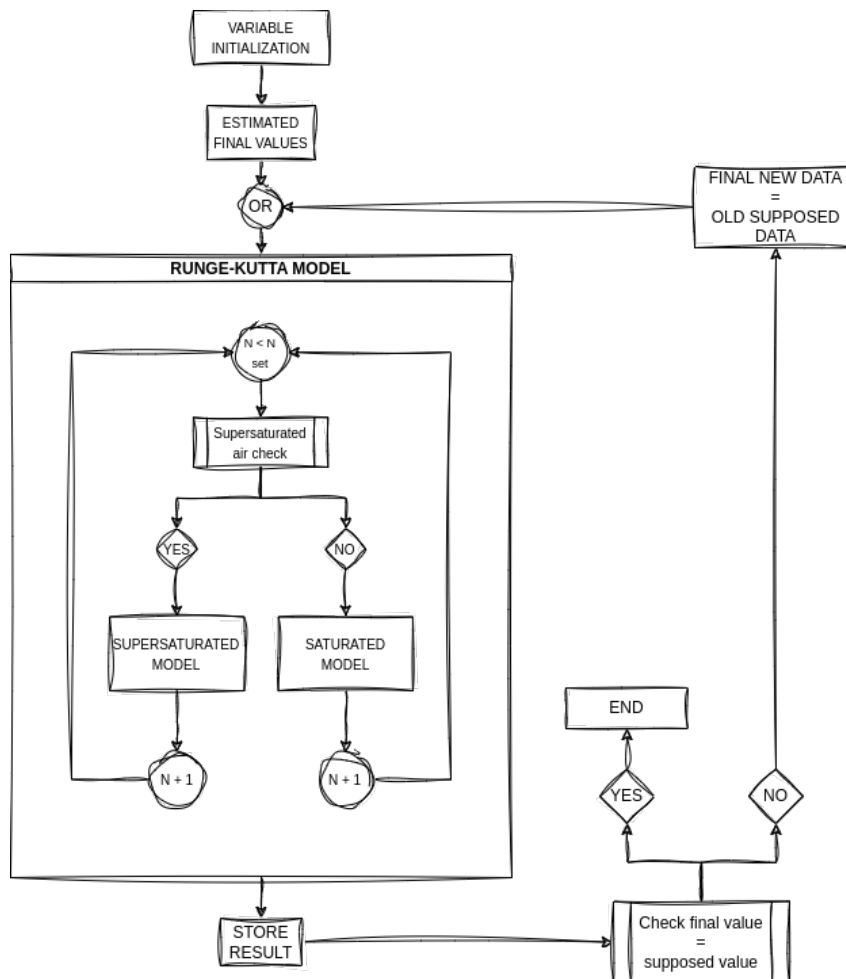 VARIABLE
INITIALIZATION
ESTIMATED
FINAL VALUES
OR
FINAL NEW DATA
=
OLD SUPPOSED
DATA
RUNGE-KUTTA MODEL
N < N
set
Supersaturated
air check
YES
NO
SUPERSATURATED
MODEL
SATURATED
MODEL
N + 1
N + 1
END
YES
NO
STORE
RESULT
Check final value
=
supposed value